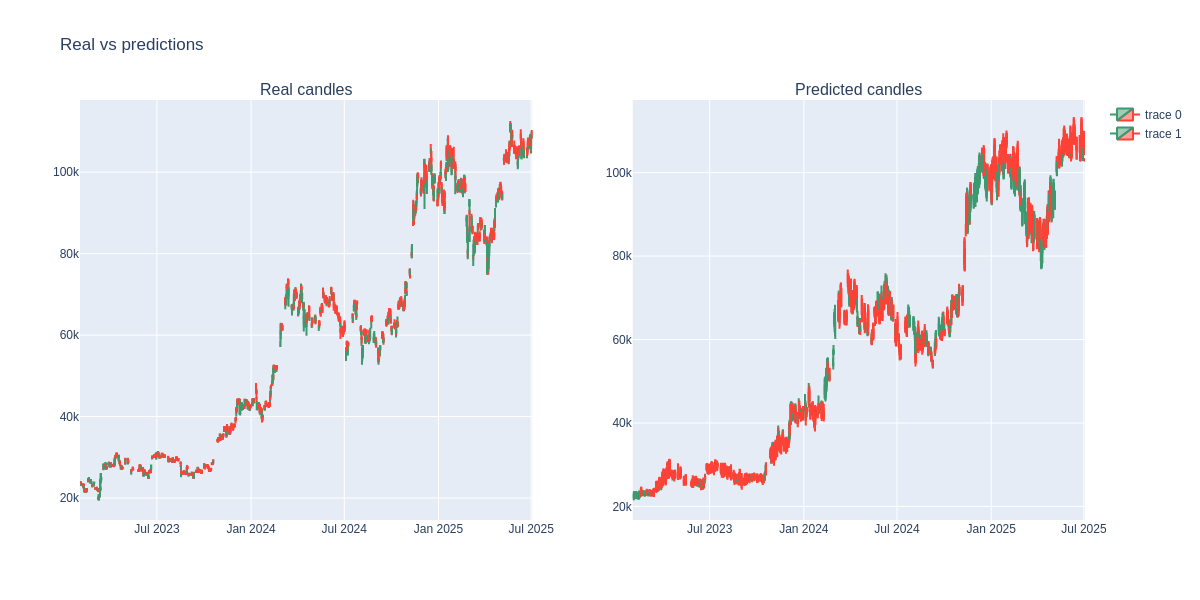 Real vs predictions
Real candles
Predicted candles
trace 0
trace 1
100k
80k
60k
40k
20k
Jul 2023
Jan 2024
Jul 2024
Jan 2025
Jul 2025
100k
80k
60k
40k
20k
Jul 2023
Jan 2024
Jul 2024
Jan 2025
Jul 2025